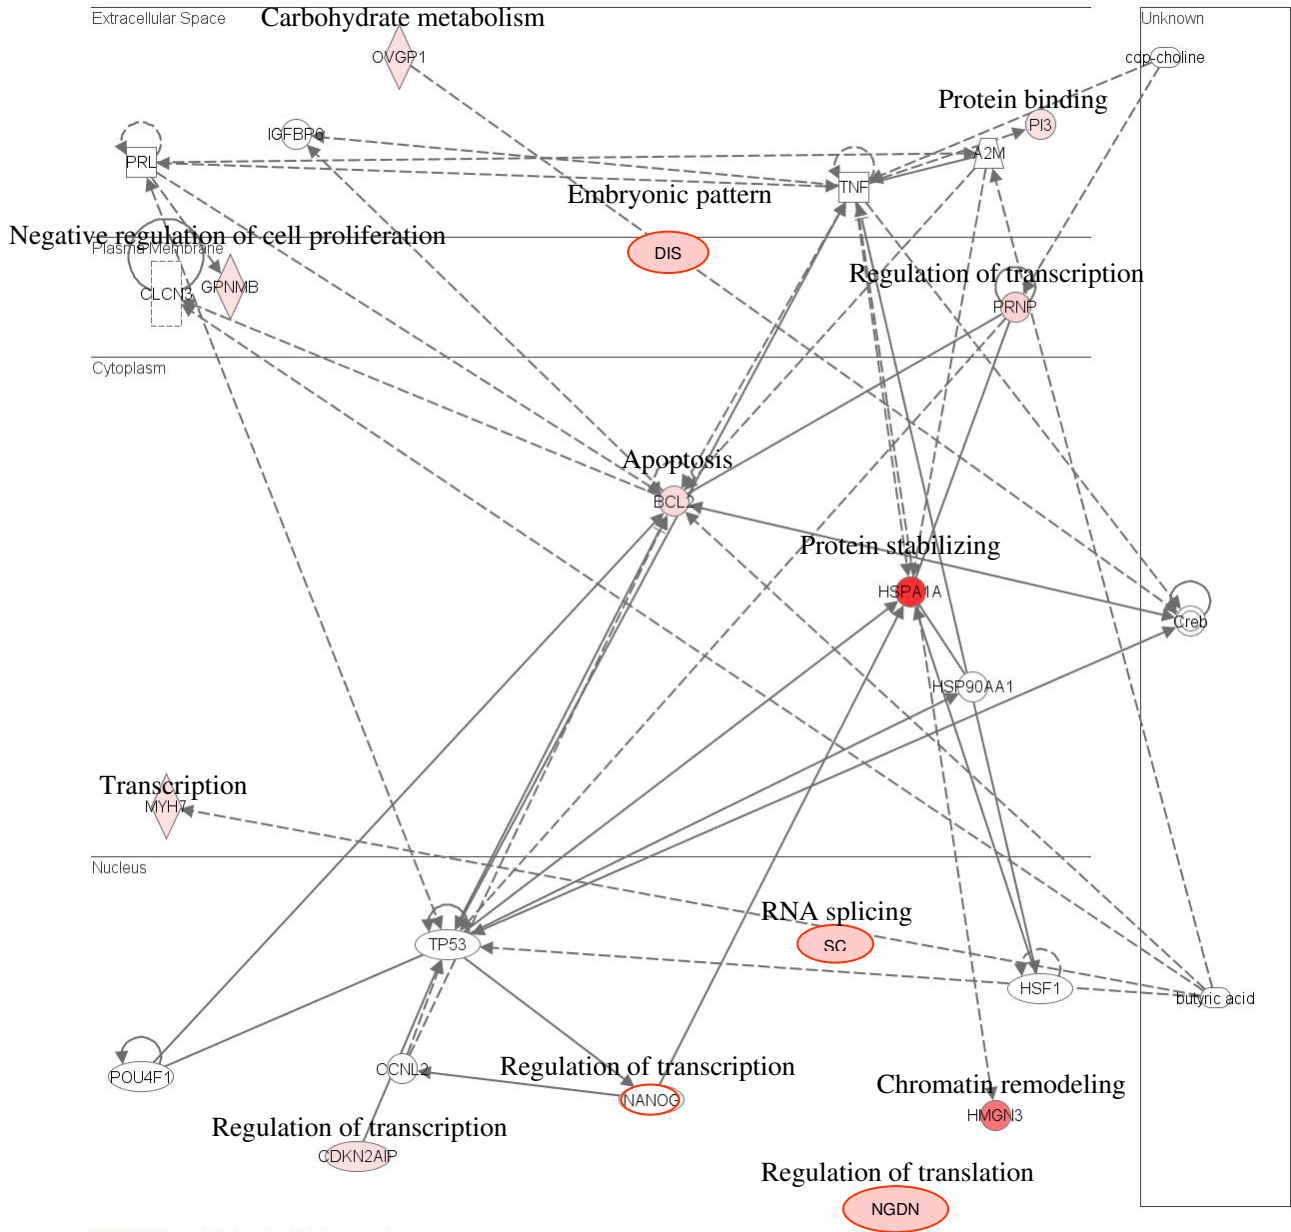 Extracellular Space
Carbohydrate metabolism
Unknown
OVGP1
cdp-choline
Protein binding
PI3
IGFBP6
PRL
A2M
TNF
Embryonic pattern
Negative regulation of cell proliferation
Plasma Membrane
DIS
Regulation of transcription
CLCN3
GPNMB
PRNP
Cytoplasm
Apoptosis
BCL2
Protein stabilizing
HSPA1A
Creb
HSP90AA1
Transcription
MYH7
Nucleus
RNA splicing
TP53
SC
HSF1
butyric acid
POU4F1
CCNL2
Regulation of transcription
NANOG
Chromatin remodeling
HMGN3
Regulation of transcription
CDKN2AIP
Regulation of translation
NGDN